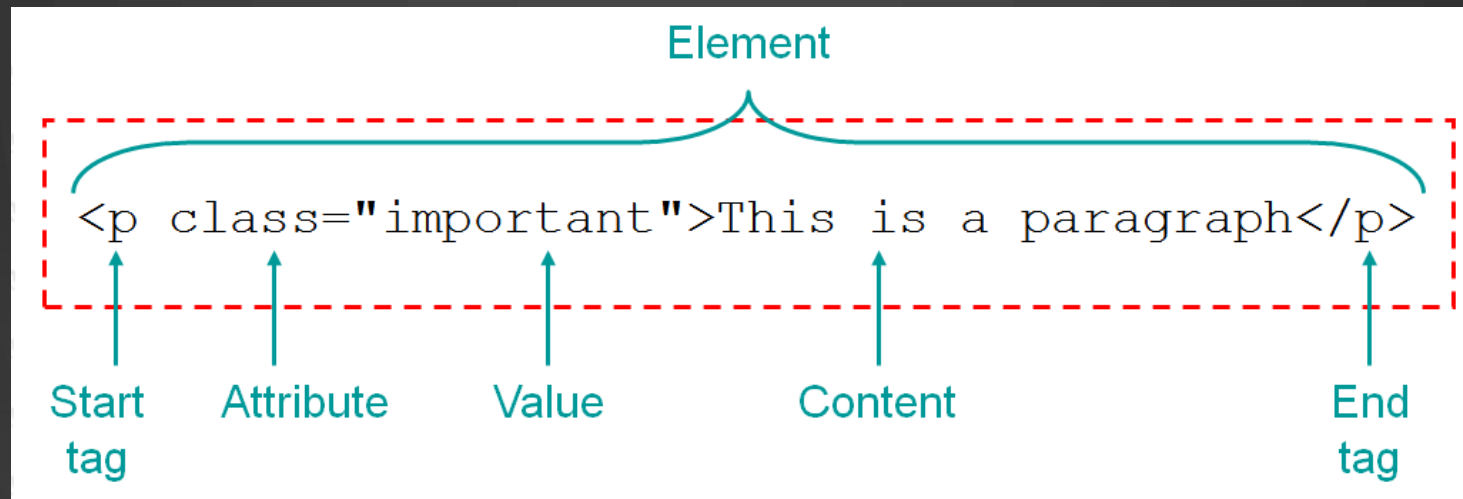 Element
<p class="important">This is a paragraph</p>
Start tag
Attribute
Value
Content
End tag